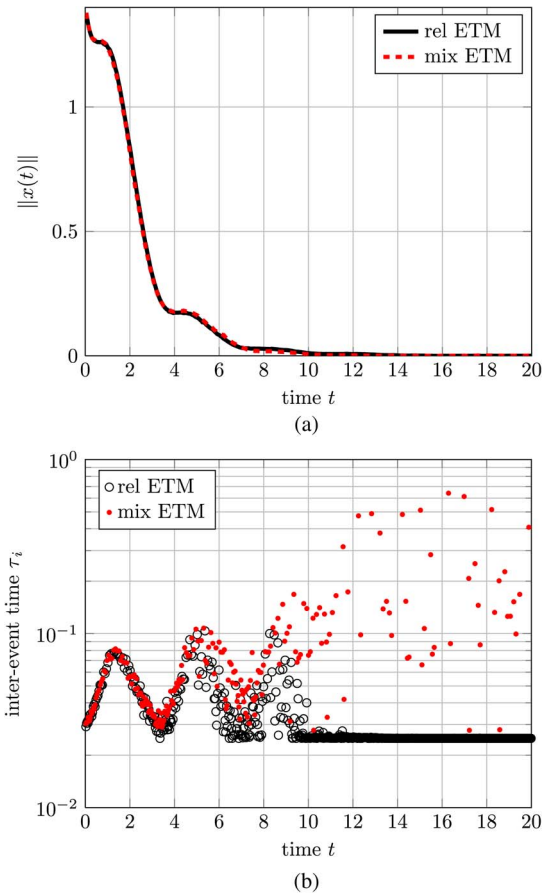 rel ETM
mix ETM
1
0.5
0
‖x(t)‖
0 2 4 6 8 10 12 14 16 18 20
time t
(a)
10^0
10^{-1}
10^{-2}
inter-event time τ_i
rel ETM
mix ETM
0 2 4 6 8 10 12 14 16 18 20
time t
(b)